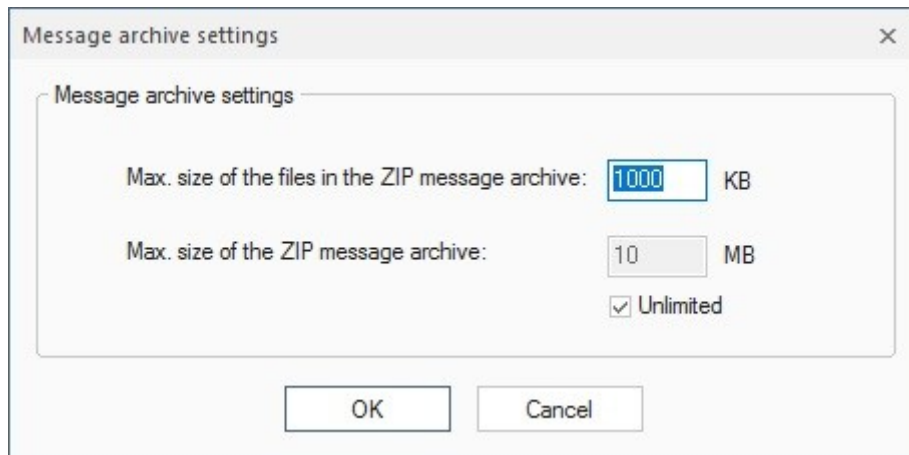 Message archive settings
Message archive settings
Max. size of the files in the ZIP message archive: 1000 KB
Max. size of the ZIP message archive: 10 MB
Unlimited
OK Cancel